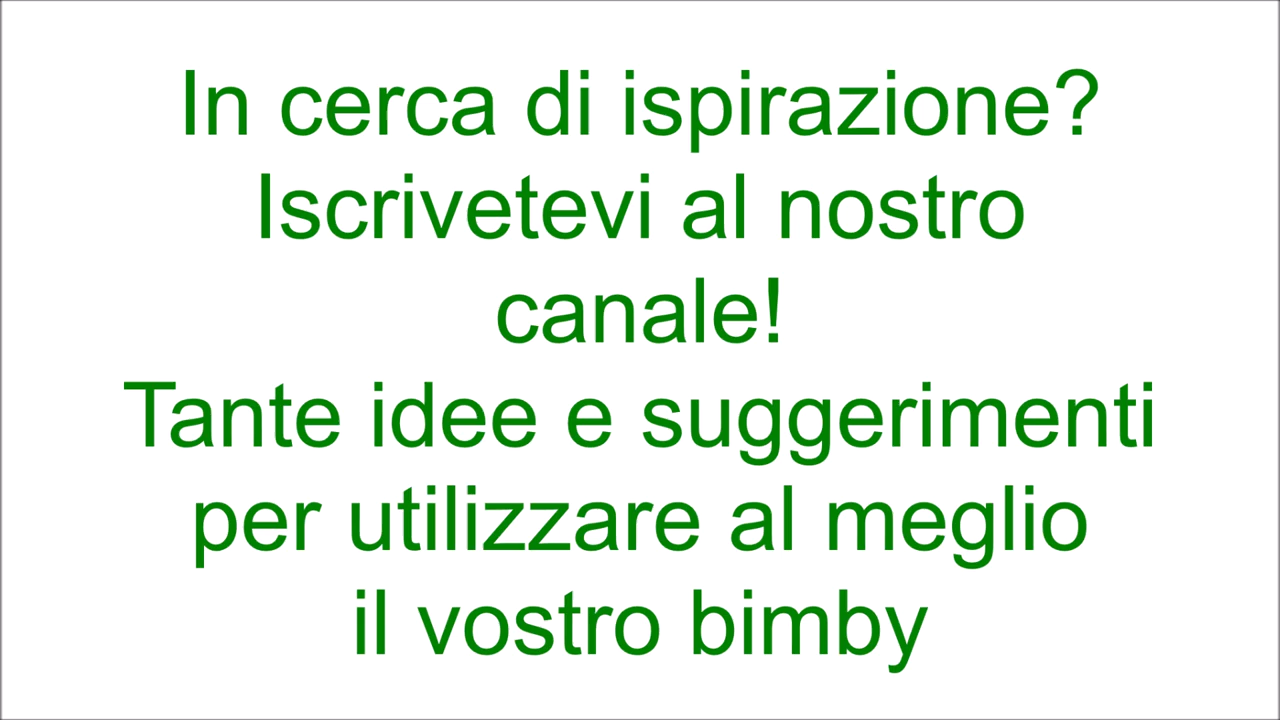 In cerca di ispirazione?
Iscrivetevi al nostro
canale!
Tante idee e suggerimenti
per utilizzare al meglio
il vostro bimby